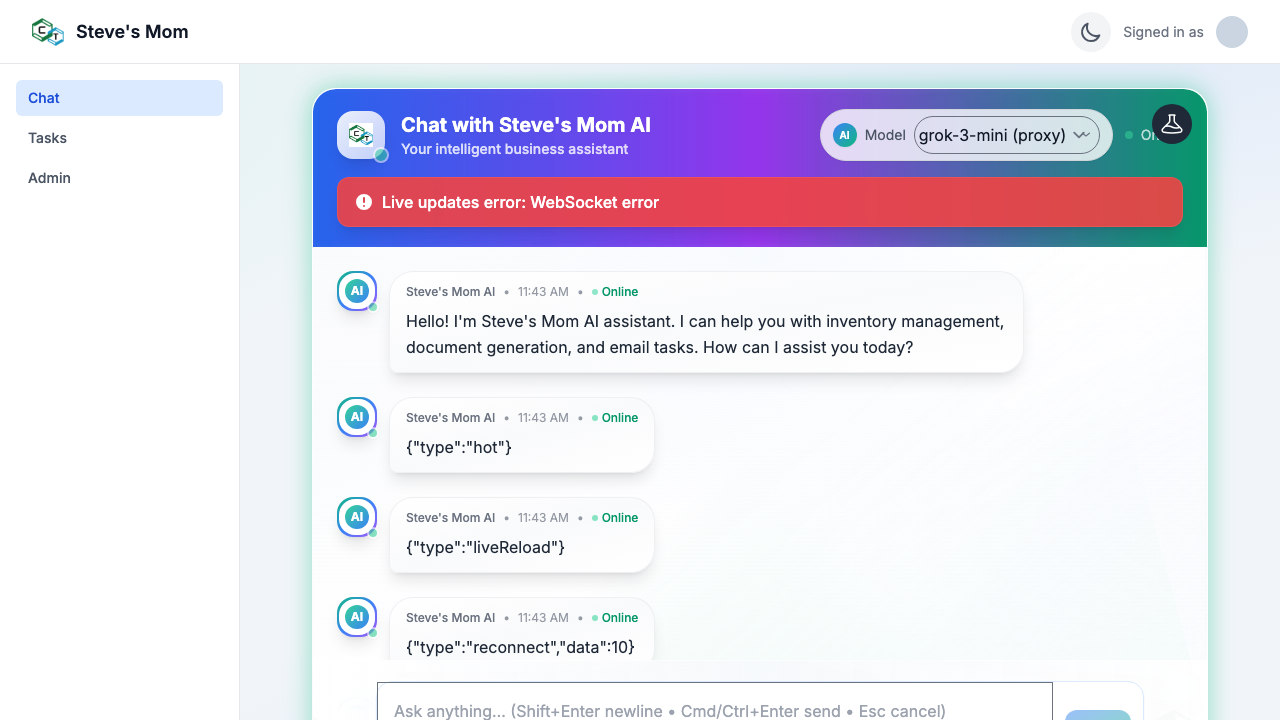 Steve's Mom
Signed in as
Chat
Tasks
Admin
Chat with Steve's Mom AI
Your intelligent business assistant
AI Model grok-3-mini (proxy)
Live updates error: WebSocket error
AI
Steve's Mom AI • 11:43 AM • Online
Hello! I'm Steve's Mom AI assistant. I can help you with inventory management,
document generation, and email tasks. How can I assist you today?
AI
Steve's Mom AI • 11:43 AM • Online
{"type":"hot"}
AI
Steve's Mom AI • 11:43 AM • Online
{"type":"liveReload"}
AI
Steve's Mom AI • 11:43 AM • Online
{"type":"reconnect","data":10}
Ask anything... (Shift+Enter newline • Cmd/Ctrl+Enter send • Esc cancel)